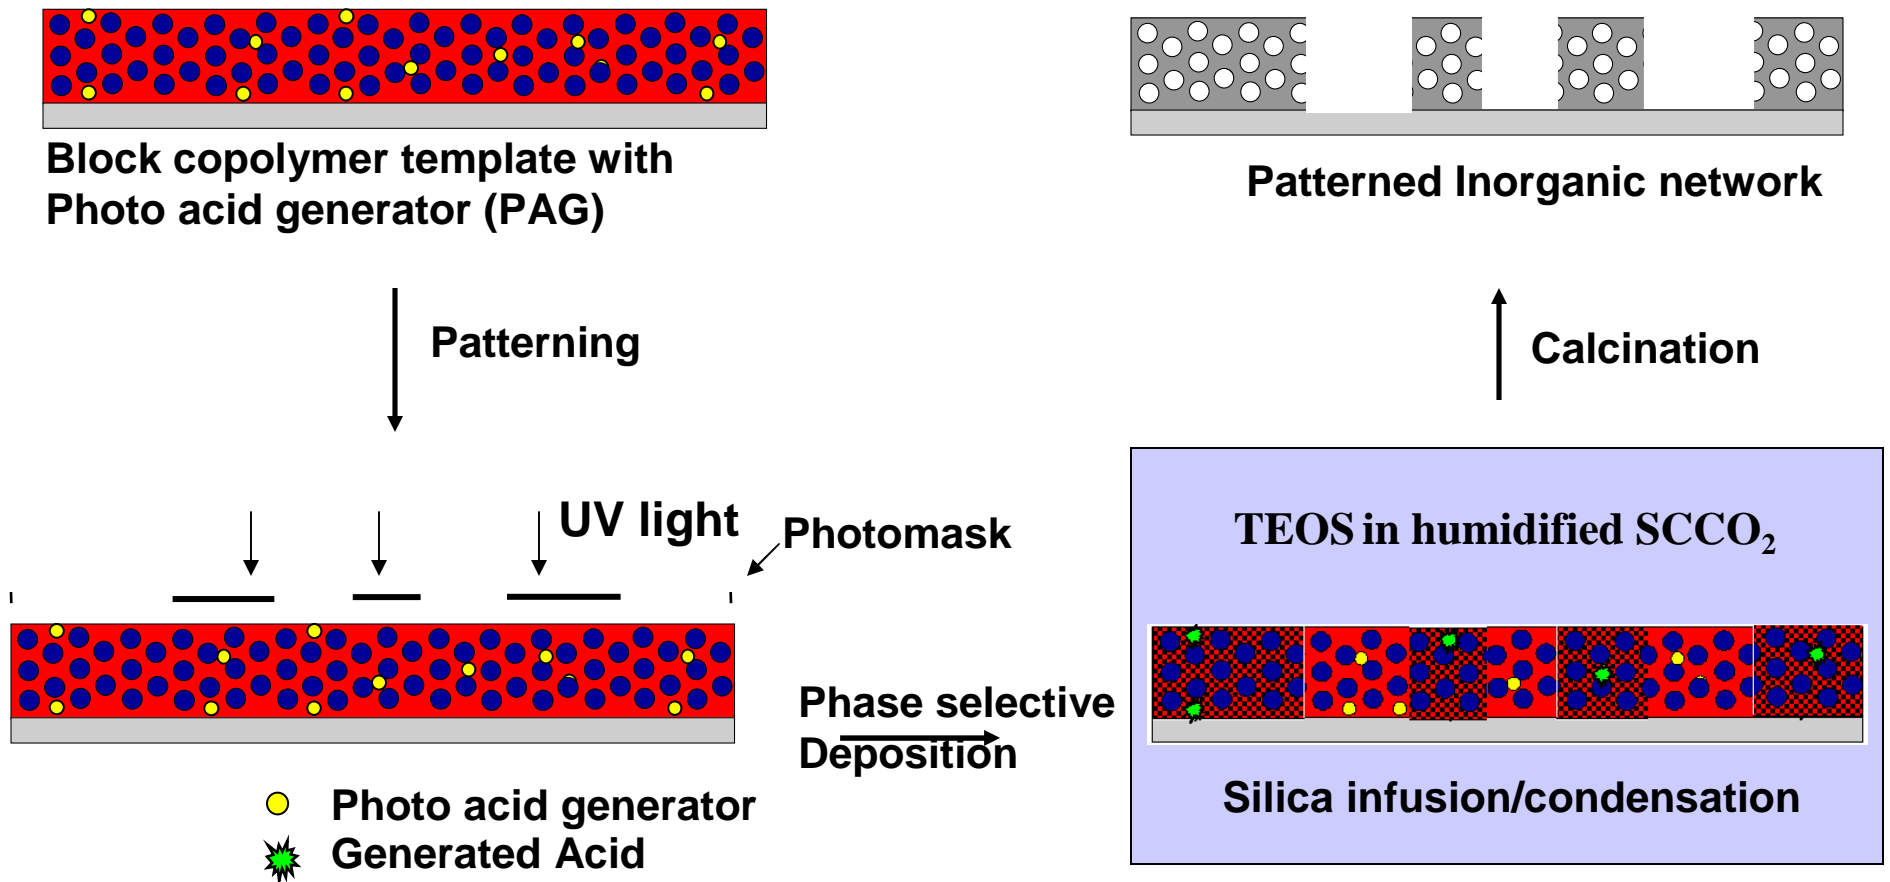 Block copolymer template with
Photo acid generator (PAG)
Patterning
UV light
Photomask
Photo acid generator
Generated Acid
Phase selective
Deposition
TEOS in humidified SCCO₂
Silica infusion/condensation
Calcination
Patterned Inorganic network